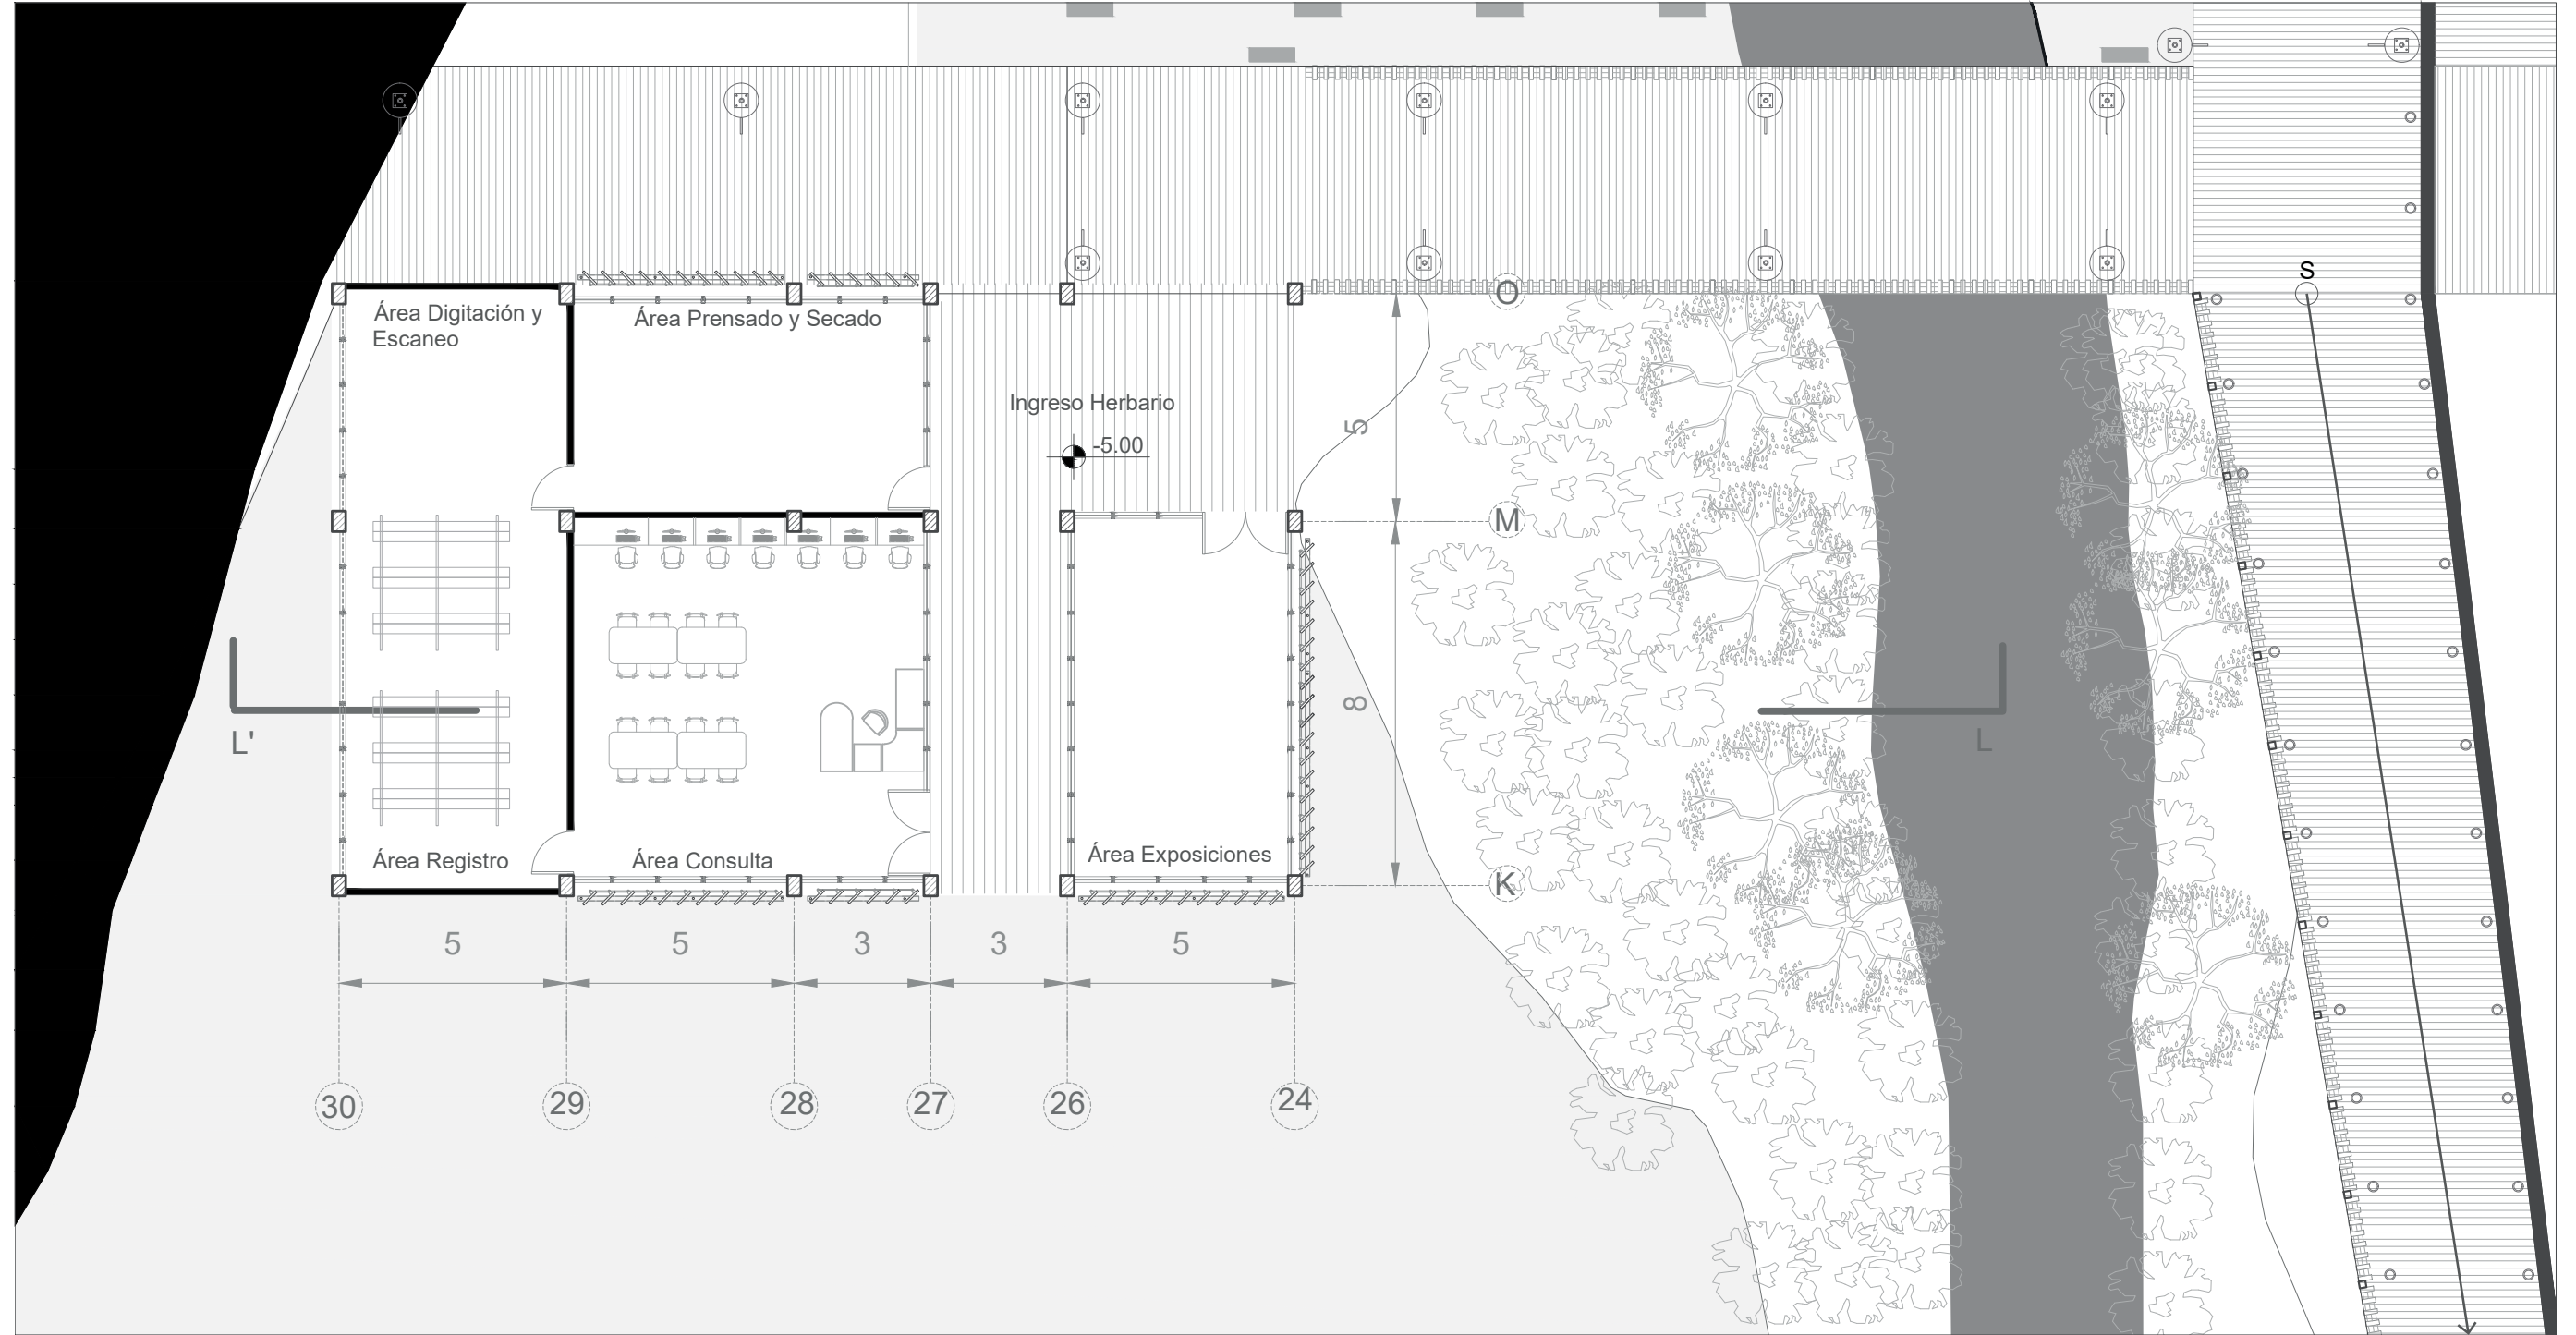 S
Área Digitación y
Escaneo
Área Prensado y Secado
O
Ingreso Herbario
-5.00
5
M
8
L'
L
Área Registro
Área Consulta
Área Exposiciones
K
5
5
3
3
5
30
29
28
27
26
24